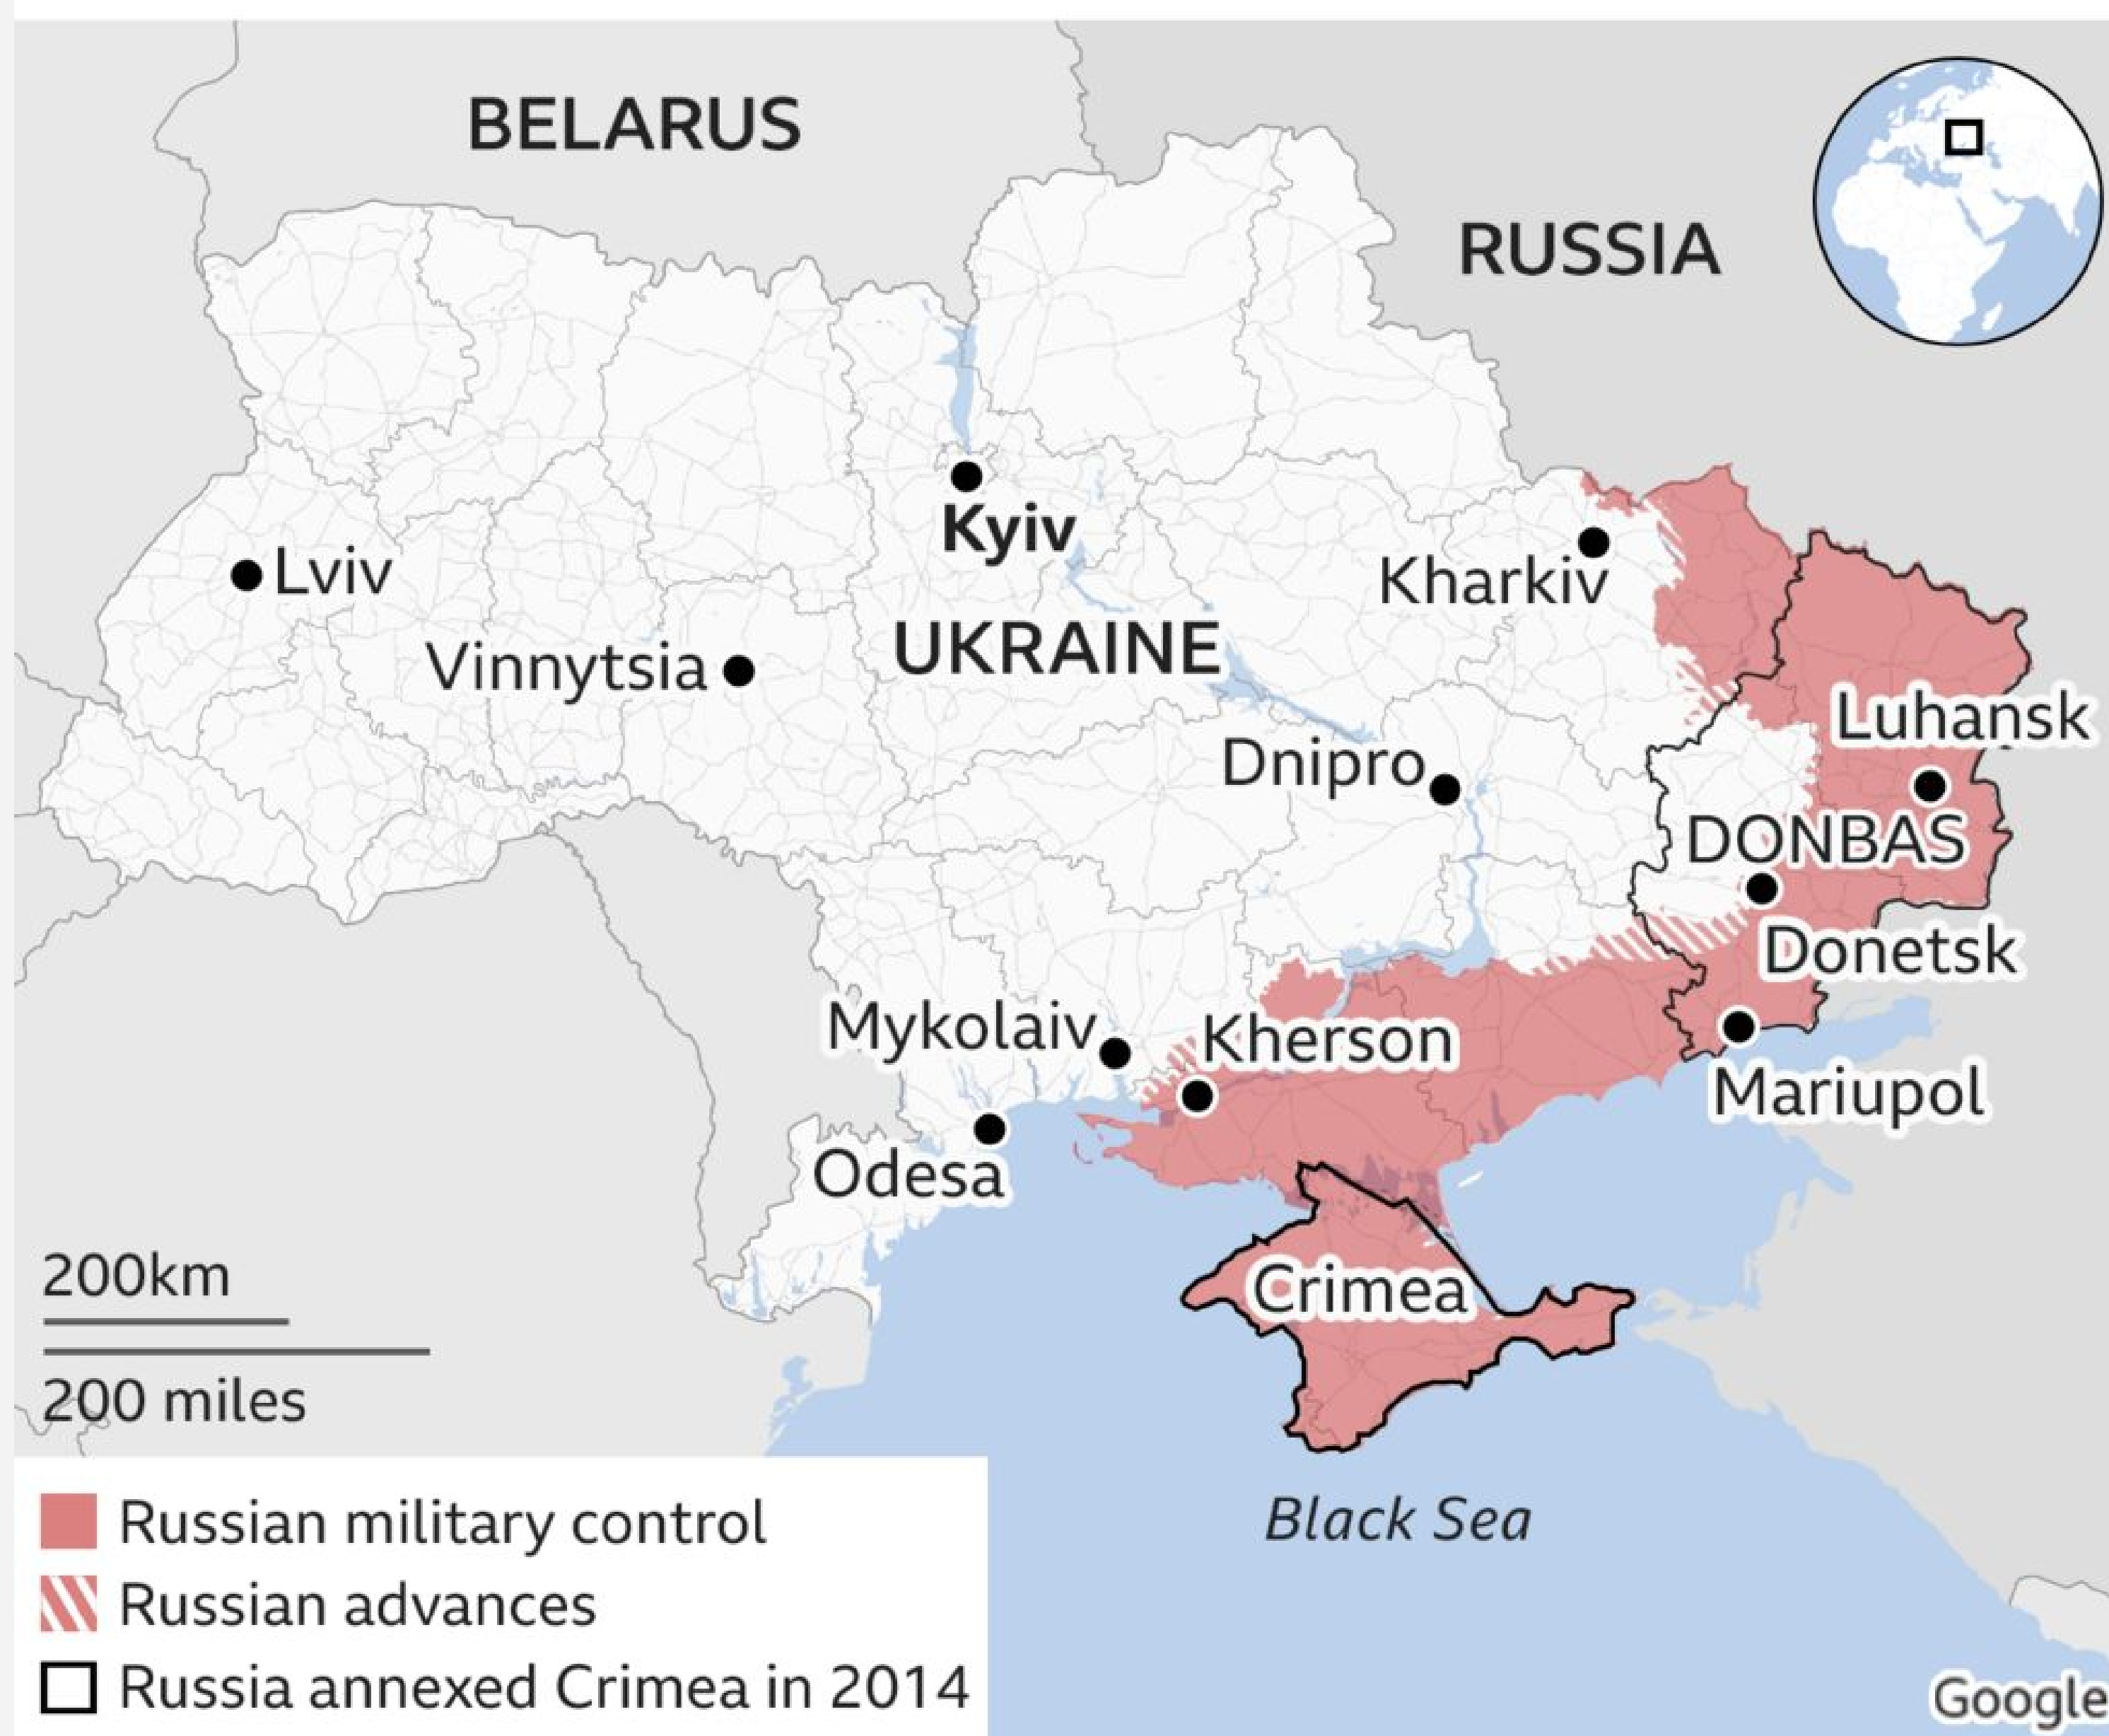 BELARUS
RUSSIA
Kyiv
Lviv
Kharkiv
UKRAINE
Vinnytsia
Luhansk
Dnipro
DONBAS
Donetsk
Mykolaiv
Kherson
Mariupol
Odesa
200km
Crimea
200 miles
Black Sea
Russian military control
Russian advances
Russia annexed Crimea in 2014
Google